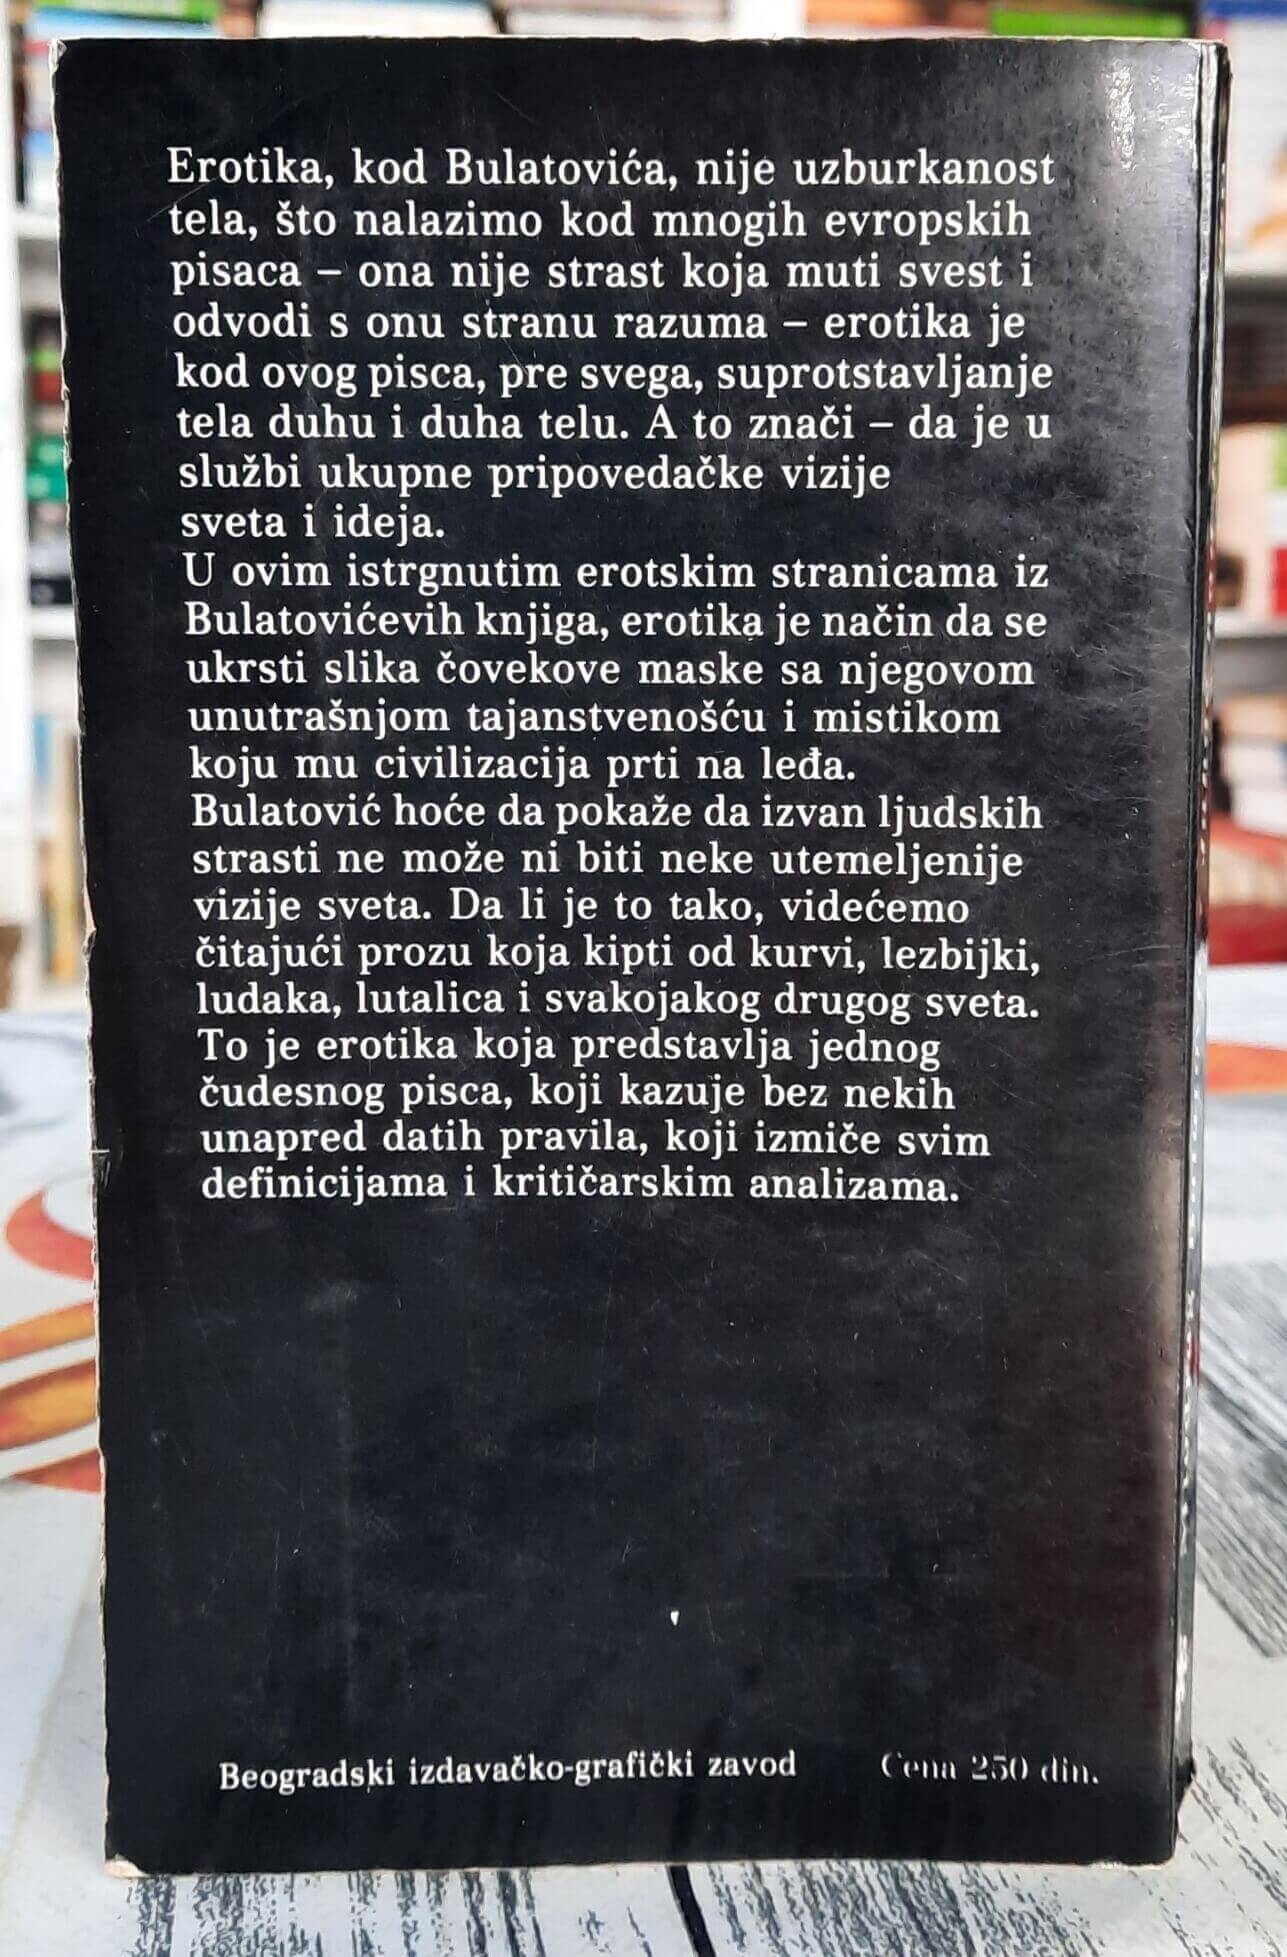 Erotika, kod Bulatovića, nije uzburkanost
tela, što nalazimo kod mnogih evropskih
pisaca – ona nije strast koja muti svest i
odvodi s onu stranu razuma – erotika je
kod ovog pisca, pre svega, suprotstavljanje
tela duhu i duha telu. A to znači – da je u
službi ukupne pripovedačke vizije
sveta i ideja.
U ovim istrgnutim erotskim stranicama iz
Bulatovićevih knjiga, erotika je način da se
ukrsti slika čovekove maske sa njegovom
unutrašnjom tajanstvenošću i mistikom
koju mu civilizacija prti na leđa.
Bulatović hoće da pokaže da izvan ljudskih
strasti ne može ni biti neke utemeljenije
vizije sveta. Da li je to tako, videćemo
čitajući prozu koja kipti od kurvi, lezbijki,
ludaka, lutalica i svakojakog drugog sveta.
To je erotika koja predstavlja jednog
čudesnog pisca, koji kazuje bez nekih
unapred datih pravila, koji izmiče svim
definicijama i kritičarskim analizama.
Beogradski izdavačko-grafički zavod Cena 250 din.